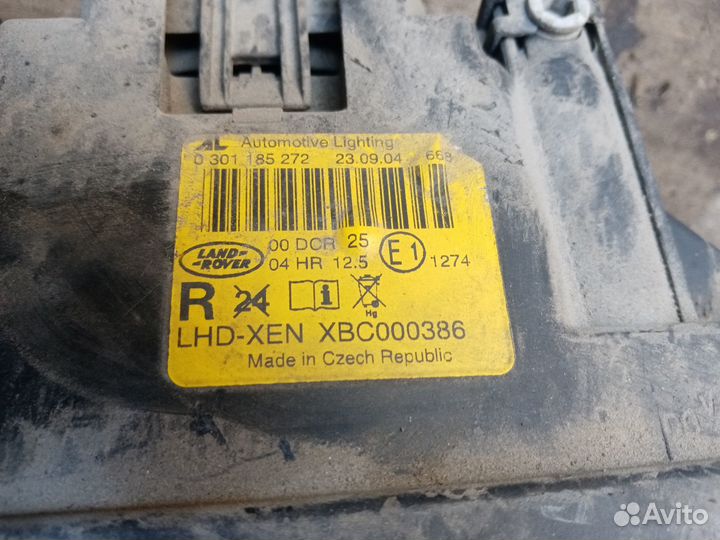 AL Automotive Lighting
0 301 185 272 23.09.04 668
LAND-
-ROVER
00 DCR 25
04 HR 12.5
E1
1274
R 24 i
Hg
LHD-XEN XBC000386
Made in Czech Republic
Avito